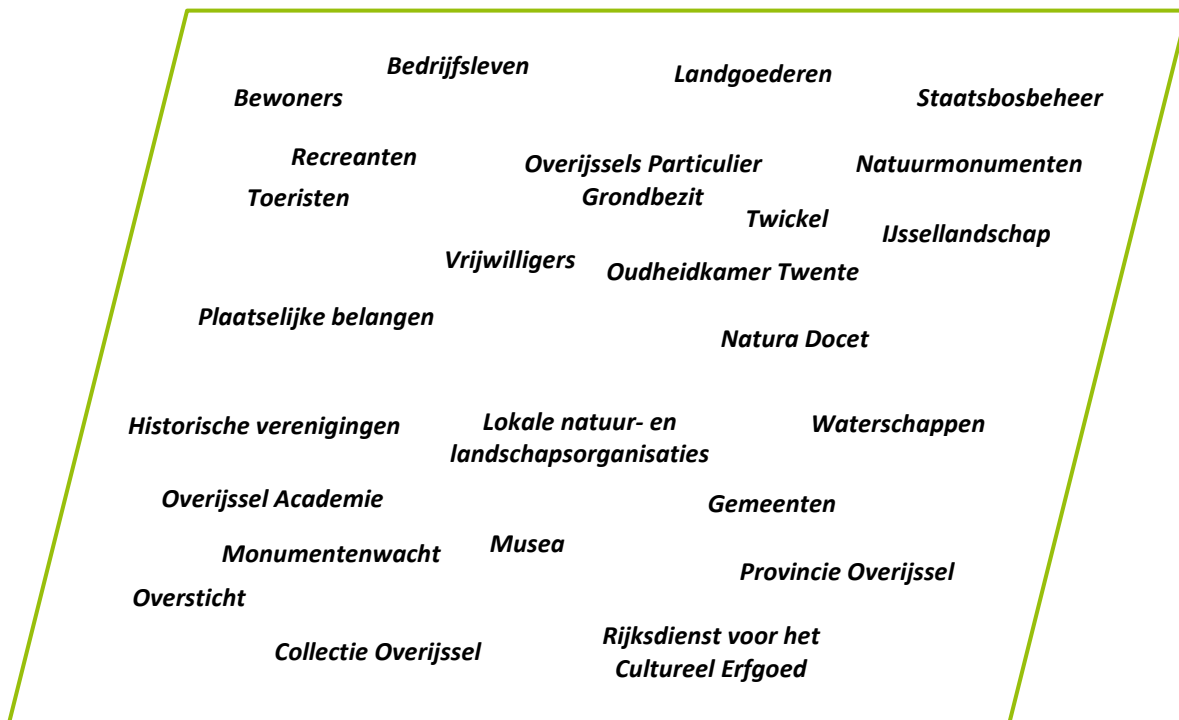 Bedrijfsleven
Landgoederen
Bewoners
Staatsbosbeheer
Recreanten
Overijssels Particulier
Grondbezit
Natuurmonumenten
Toeristen
Twickel
IJssellandschap
Vrijwilligers
Oudheidkamer Twente
Plaatselijke belangen
Natura Docet
Historische verenigingen
Lokale natuur- en
landschapsorganisaties
Waterschappen
Overijssel Academie
Gemeenten
Monumentenwacht
Musea
Provincie Overijssel
Oversticht
Collectie Overijssel
Rijksdienst voor het
Cultureel Erfgoed